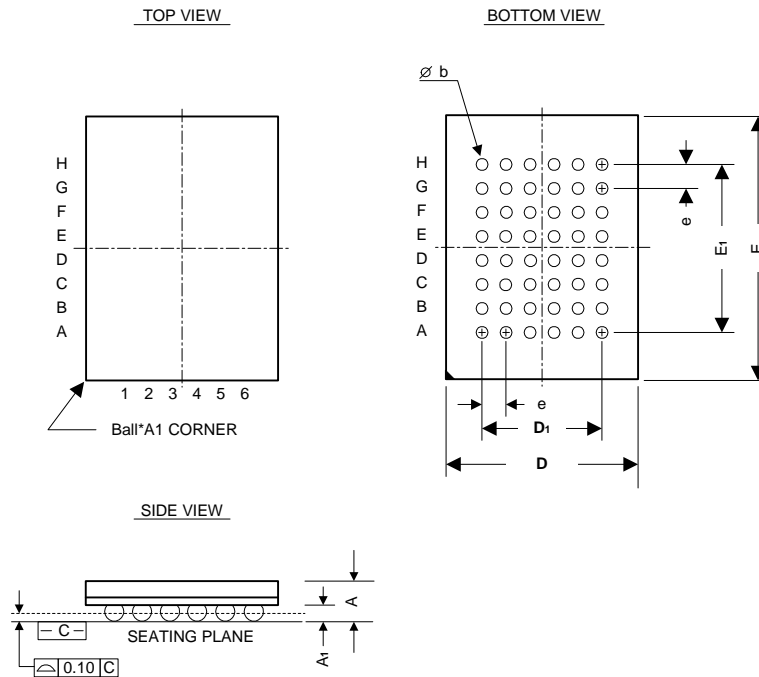 TOP VIEW
H
G
F
E
D
C
B
A
1 2 3 4 5 6
Ball*A1 CORNER
BOTTOM VIEW
⌀ b
H
G
F
E
D
C
B
A
e
E1
E
e
D1
D
SIDE VIEW
A
A1
– C –
SEATING PLANE
⌓ 0.10 C